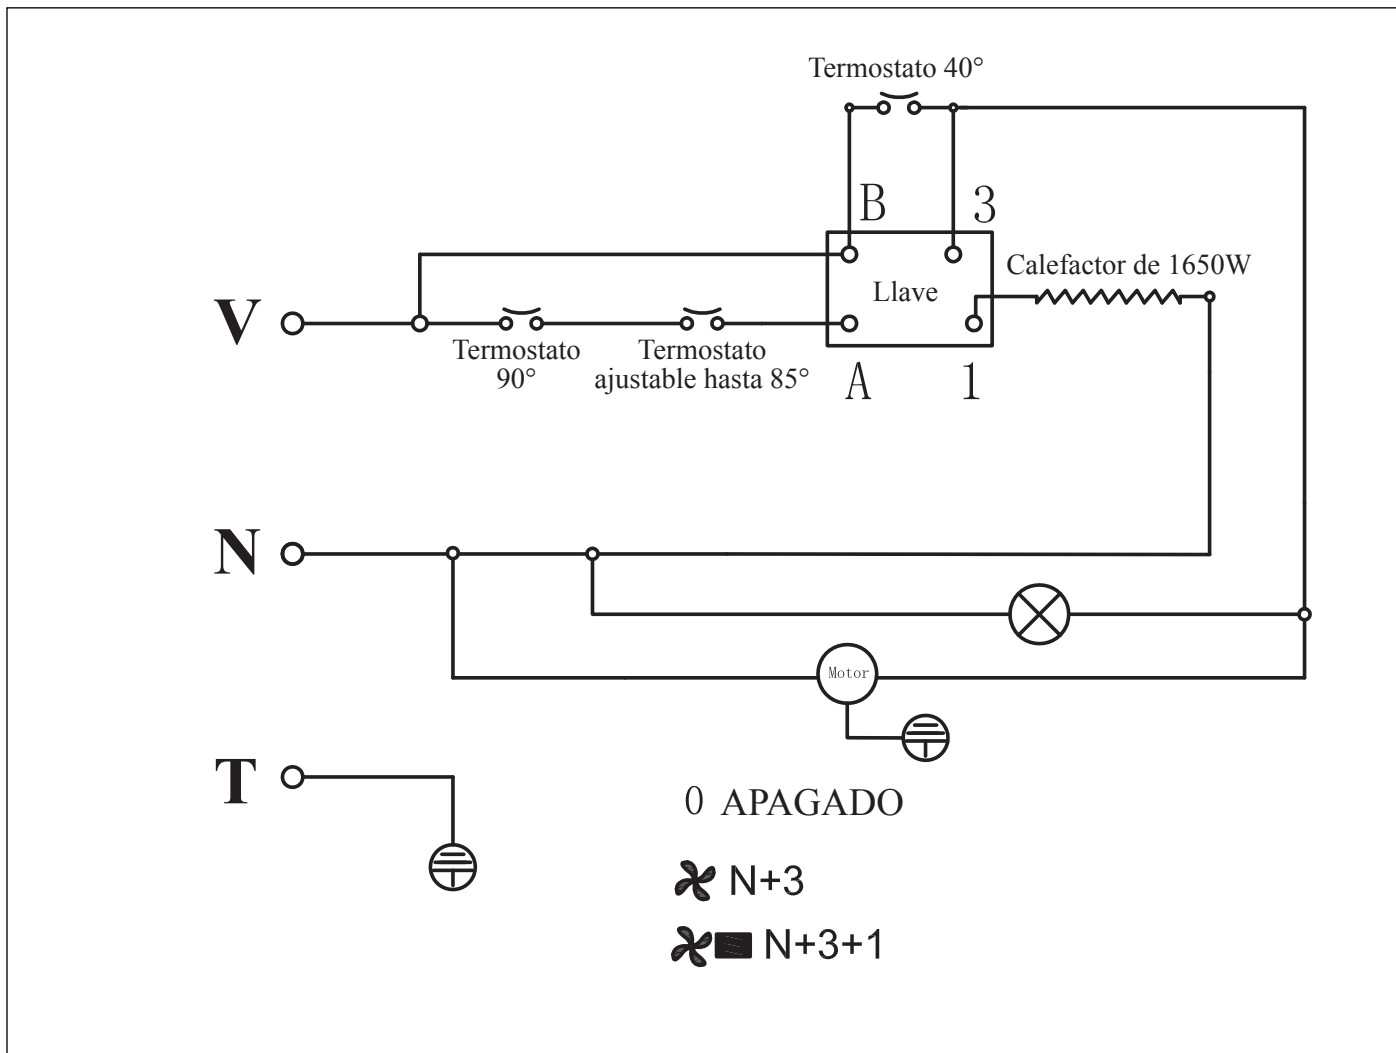 Termostato 40°
B 3
Calefactor de 1650W
Llave
V
Termostato
90°
Termostato
ajustable hasta 85°
A 1
N
Motor
T
0 APAGADO
N+3
N+3+1